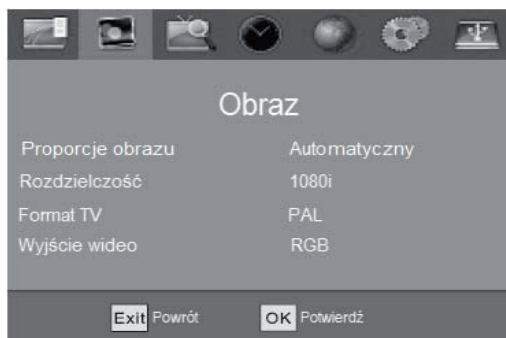 Obraz
Proporcje obrazu Automatyczny
Rozdzielczość 1080i
Format TV PAL
Wyjście wideo RGB
Exit Powrót OK Potwierdź